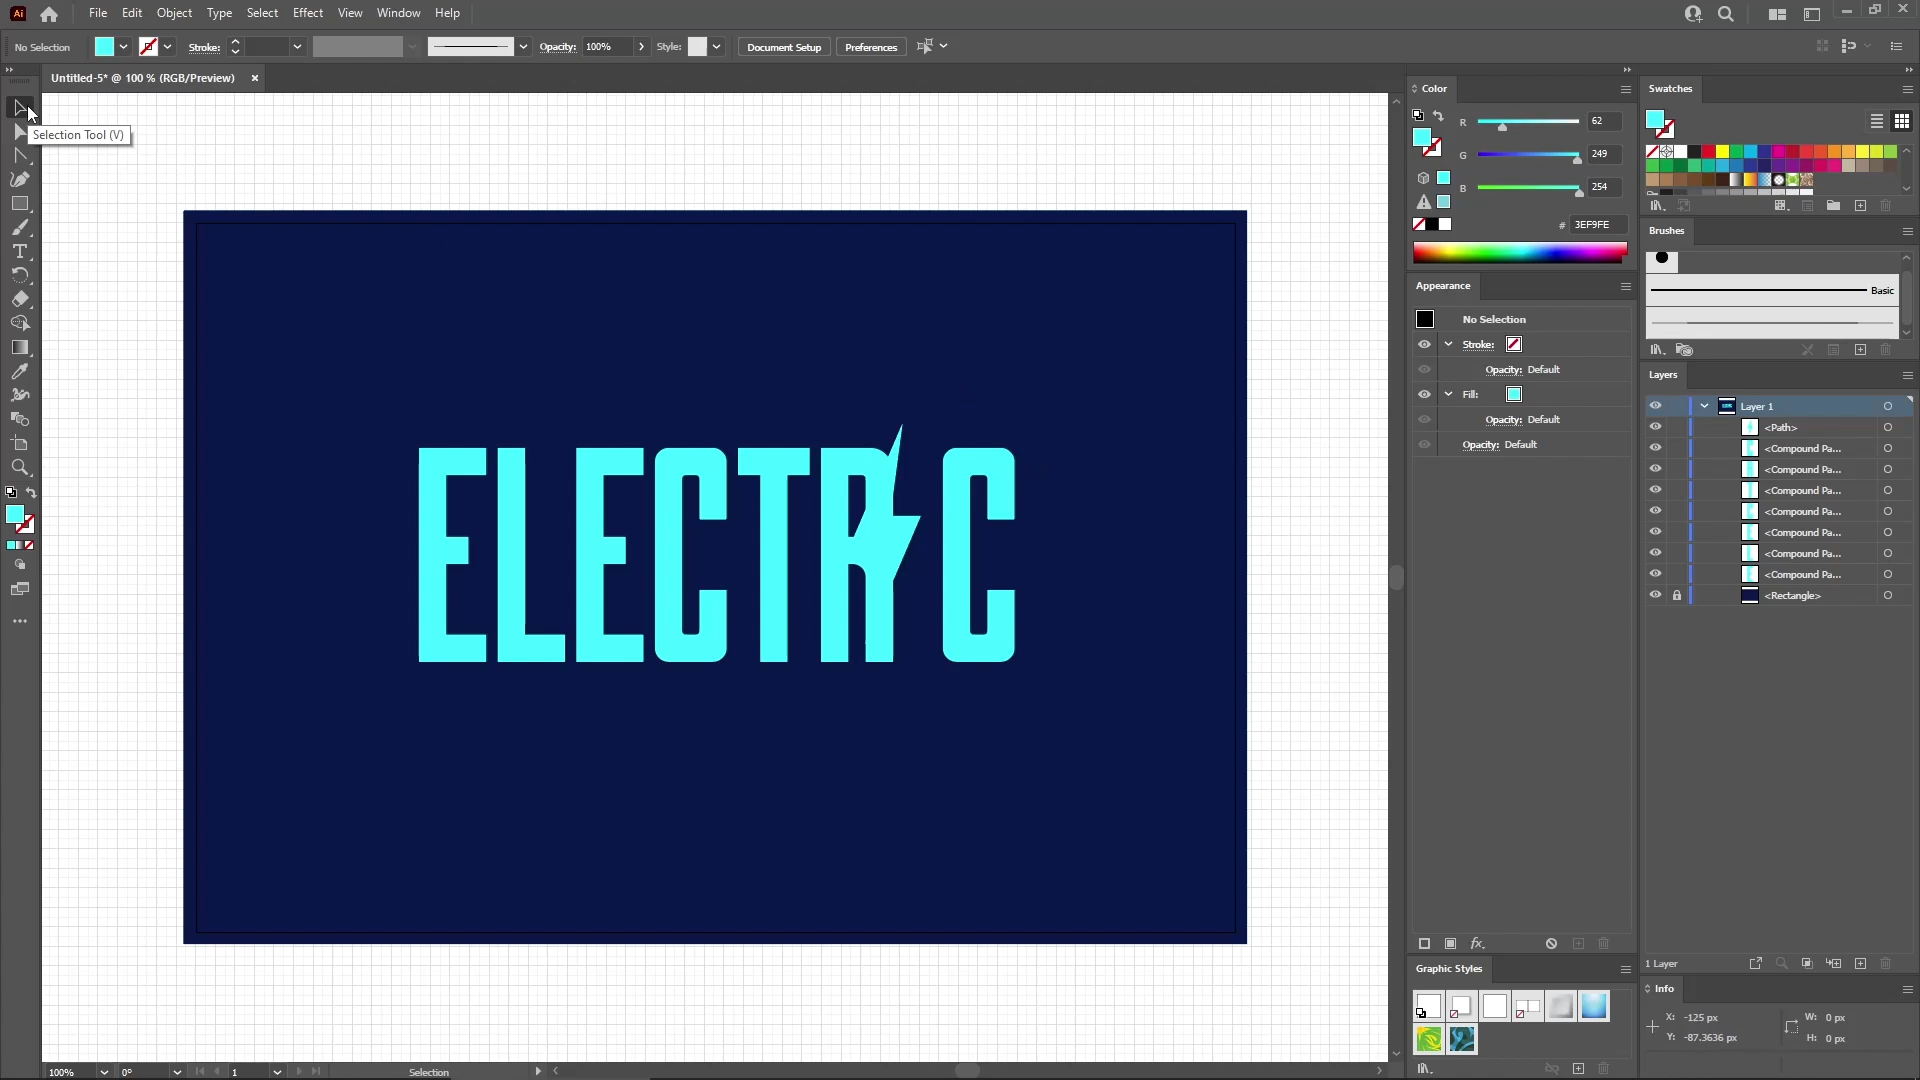 Ai File Edit Object Type Select Effect View Window Help
No Selection Stroke: Opacity: 100% Style: Document Setup Preferences
Untitled-5* @ 100 % (RGB/Preview) ×
Selection Tool (V)
ELECTR C
Color
R 62
G 249
B 254
# 3EF9FE
Appearance
No Selection
Stroke:
Opacity: Default
Fill:
Opacity: Default
Opacity: Default
fx.
Graphic Styles
Swatches
Brushes
Basic
Layers
Layer 1
<Path>
<Compound Pa...
<Compound Pa...
<Compound Pa...
<Compound Pa...
<Compound Pa...
<Compound Pa...
<Compound Pa...
<Rectangle>
1 Layer
Info
X: -125 px W: 0 px
Y: -87.3636 px H: 0 px
100% 0° 1 Selection